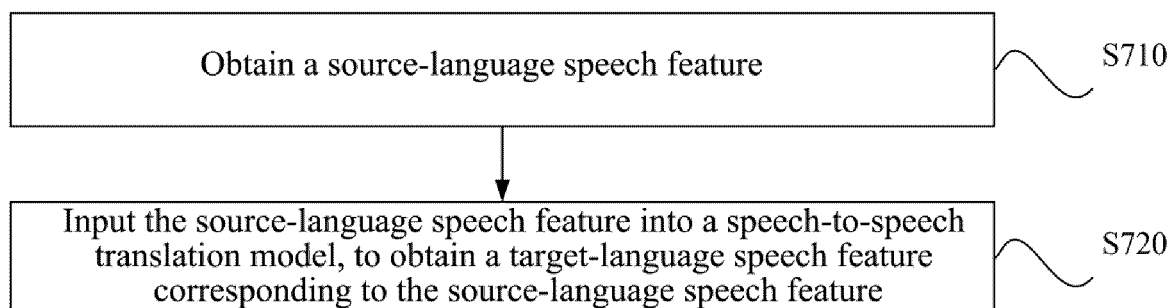 Obtain a source-language speech feature
S710
Input the source-language speech feature into a speech-to-speech
translation model, to obtain a target-language speech feature
corresponding to the source-language speech feature
S720